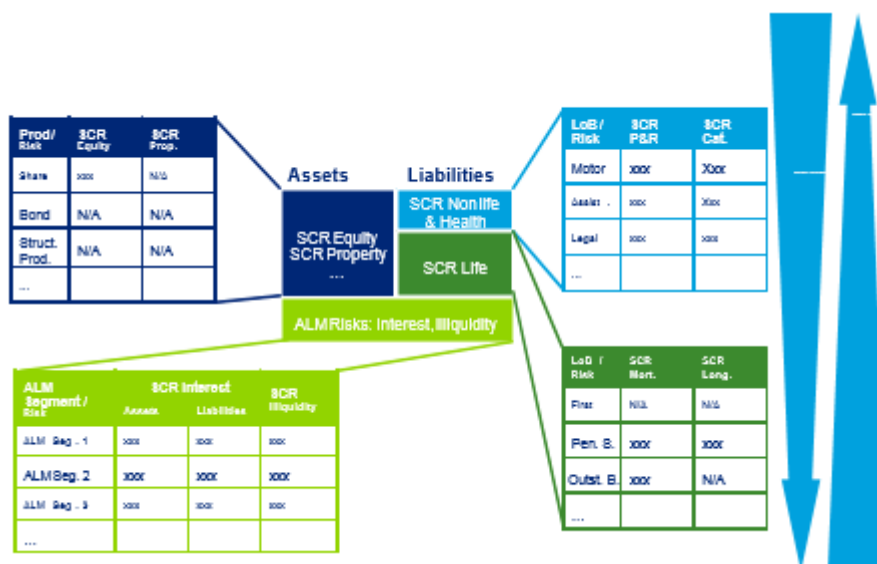 Prod/ SCR SCR
Risk Equity Prop.
Share xxx N/A
Bond N/A N/A
Struct. N/A N/A
Prod.
...
Assets Liabilities
SCR Equity
SCR Property
...
SCR Nonlife
& Health
SCR Life
ALM Risks: Interest, Illiquidity
LoB / SCR SCR
Risk P&R Cat.
Motor xxx Xxx
Assist . xxx Xxx
Legal xxx xxx
...
ALM SCR Interest SCR
Segment / Illiquidity
Risk Assets Liabilities
ALM Seg . 1 xxx xxx xxx
ALM Seg. 2 xxx xxx xxx
ALM Seg . 3 xxx xxx xxx
...
LoB / SCR SCR
Risk Mort. Long.
N/A N/A
Pen. B. xxx xxx
Outst. B. xxx N/A
...